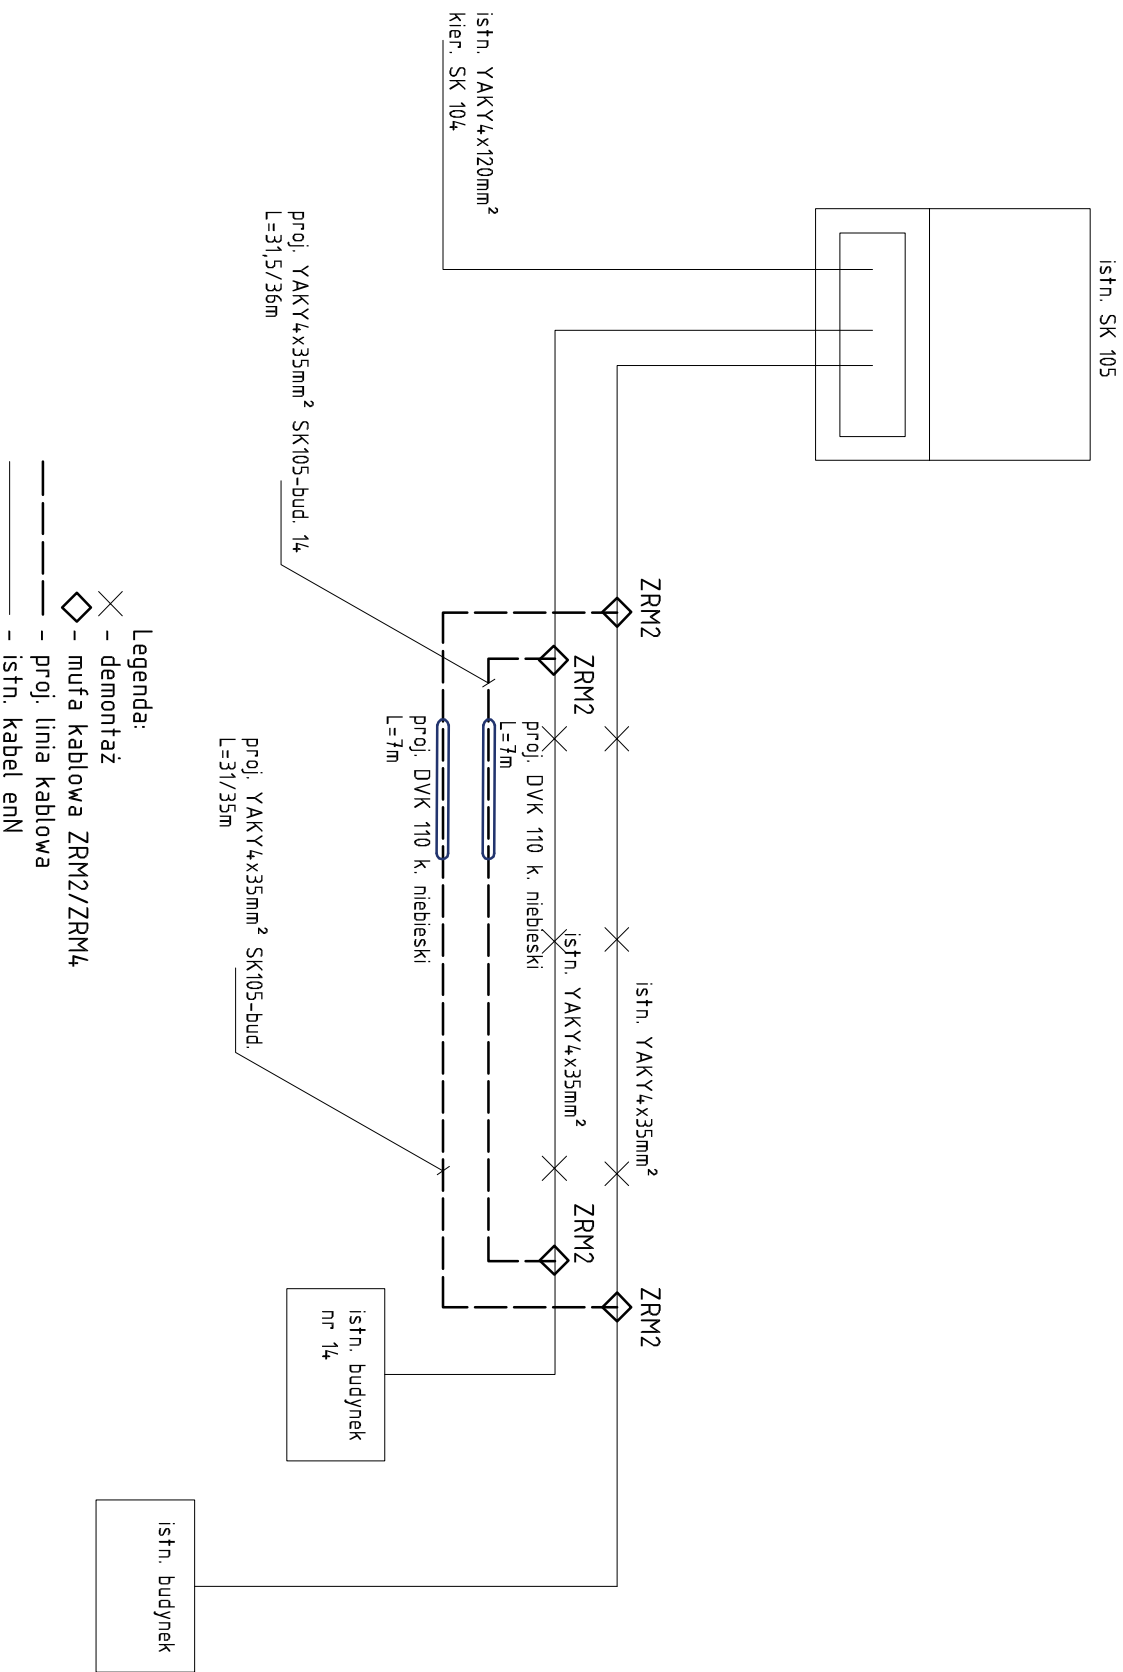 istn. SK 105
istn. YAKY4x120mm²
kier. SK 104
ZRM2
ZRM2
ZRM2
ZRM2
istn. YAKY4x35mm²
istn. YAKY4x35mm²
proj. DVK 110 k. niebieski
L=7m
proj. DVK 110 k. niebieski
L=7m
proj. YAKY4x35mm² SK105-bud. 14
L=31,5/36m
proj. YAKY4x35mm² SK105-bud.
L=31/35m
istn. budynek
nr 14
istn. budynek
Legenda:
- demontaż
- mufa kablowa ZRM2/ZRM4
- proj. linia kablowa
- istn. kabel enN